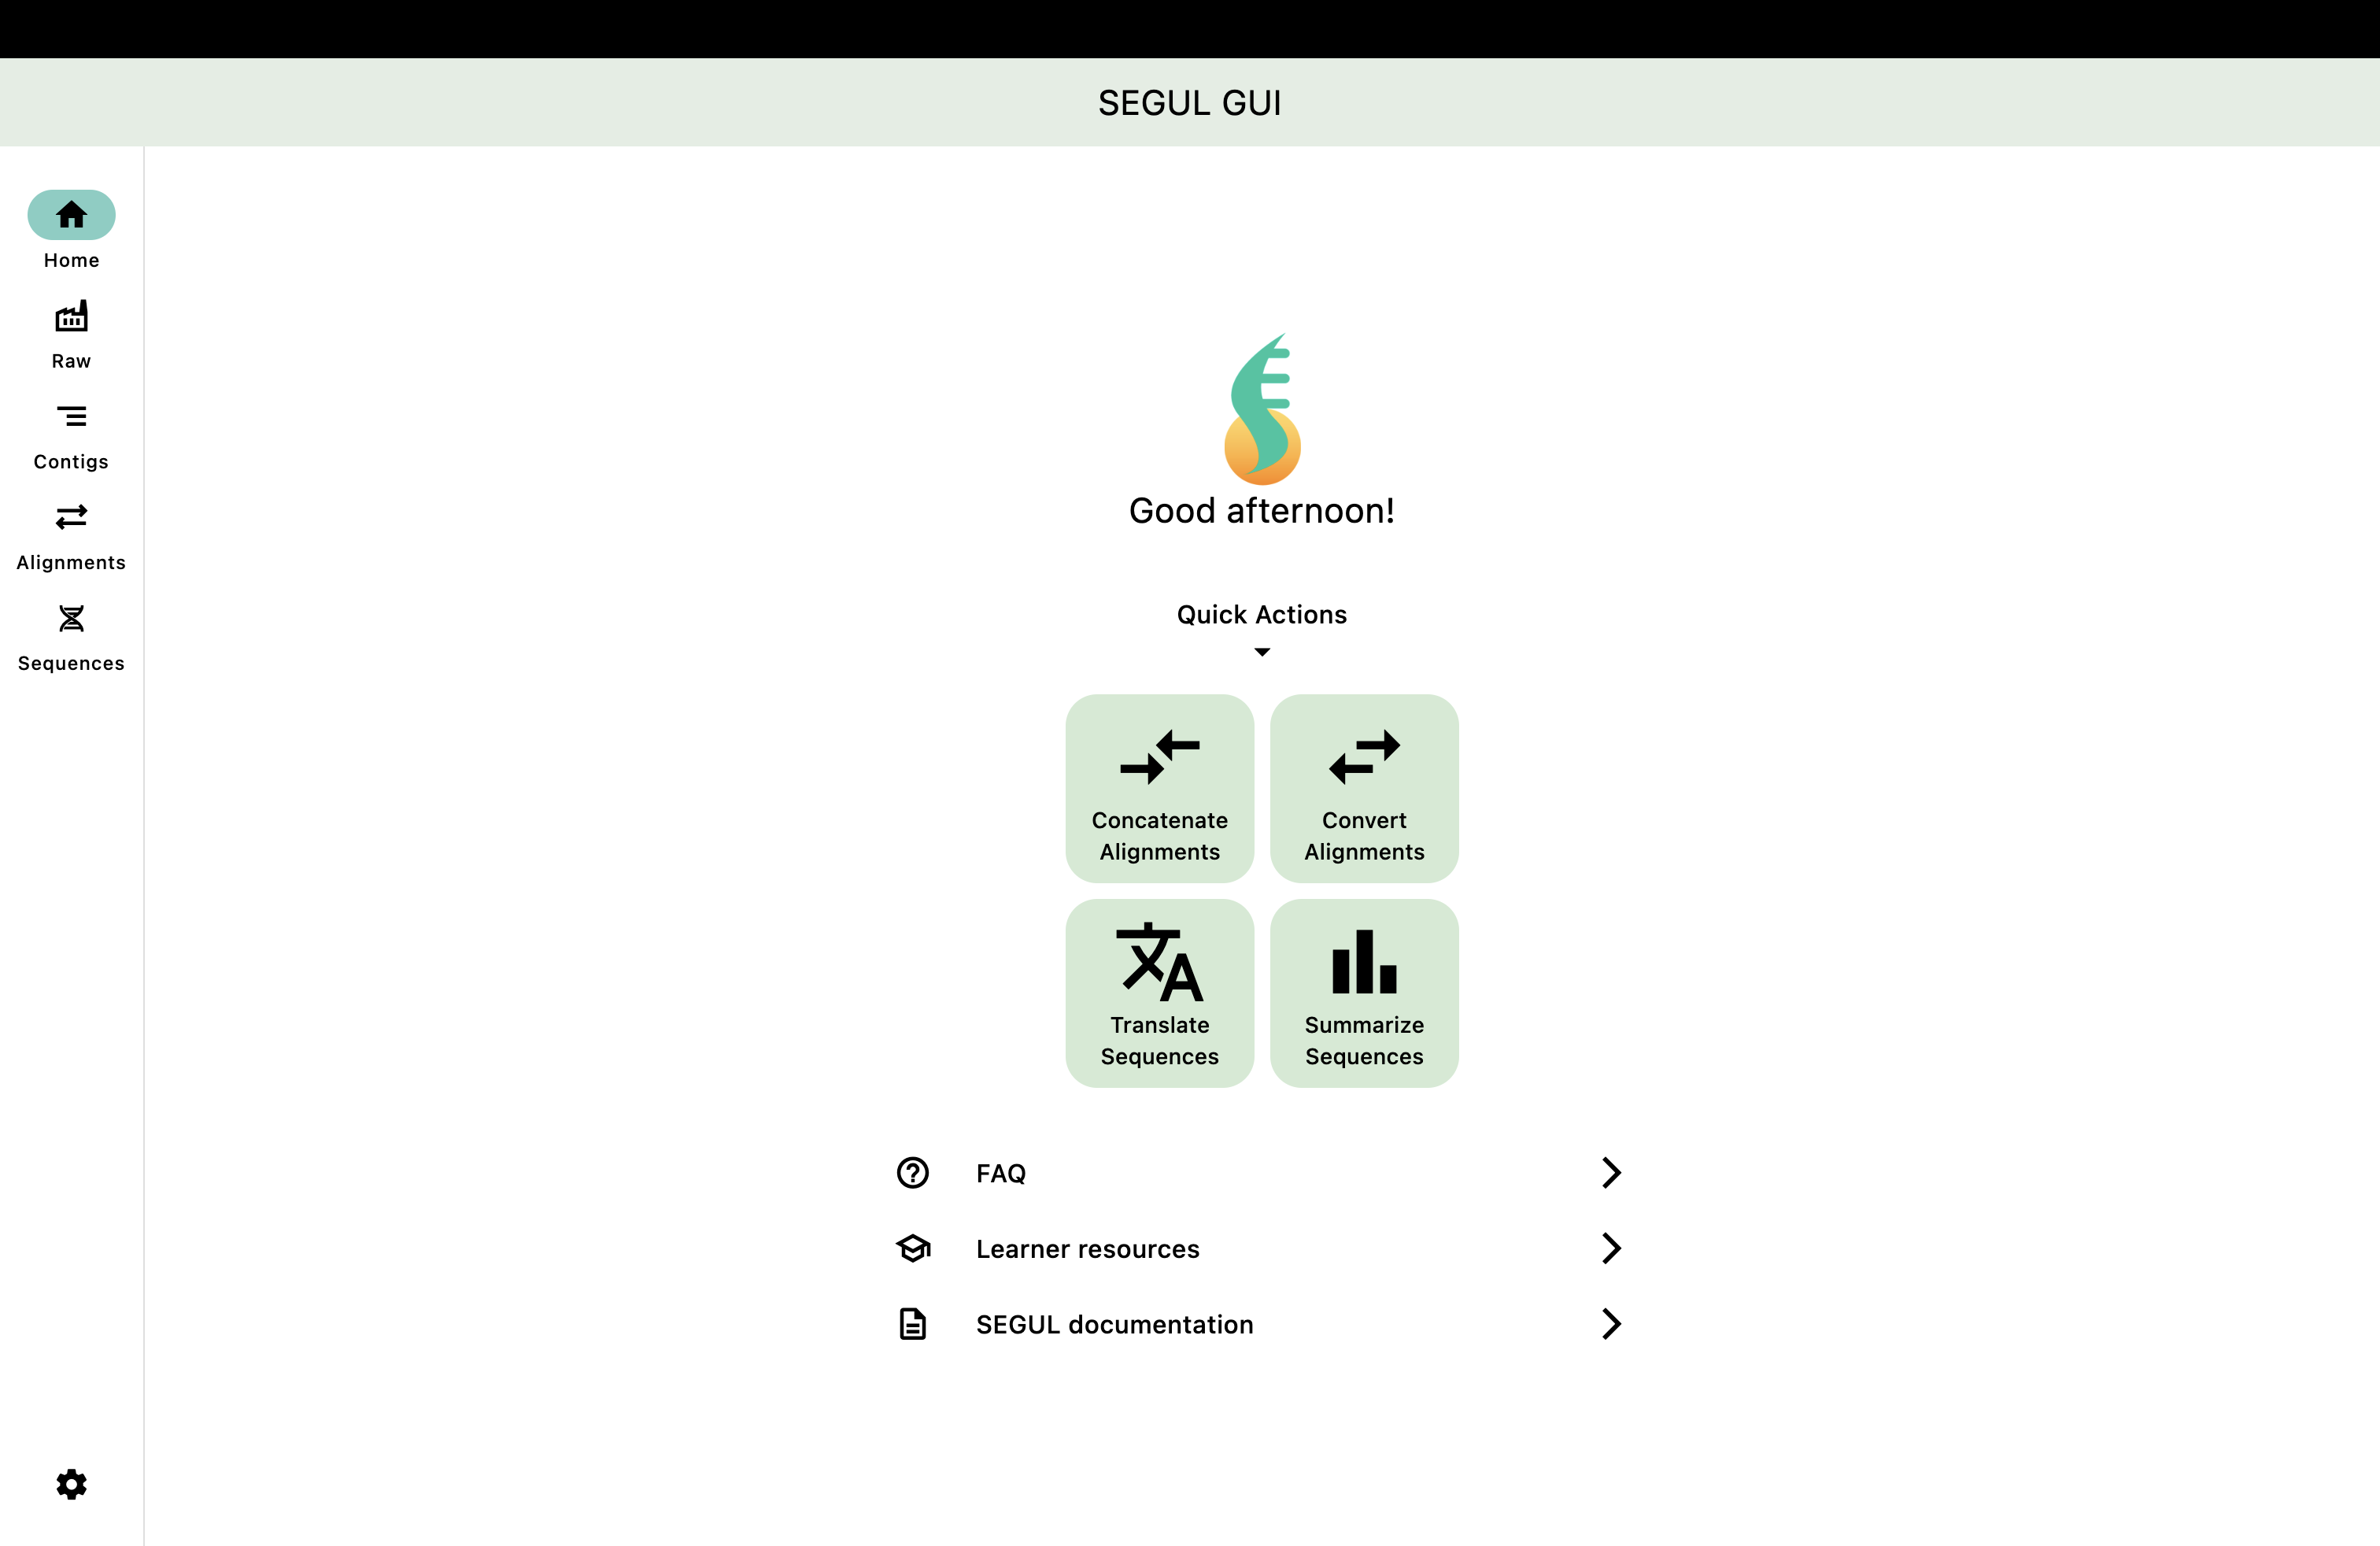 SEGUL GUI
Home
Raw
Contigs
Alignments
Sequences
Good afternoon!
Quick Actions
Concatenate
Alignments
Convert
Alignments
Translate
Sequences
Summarize
Sequences
FAQ
Learner resources
SEGUL documentation